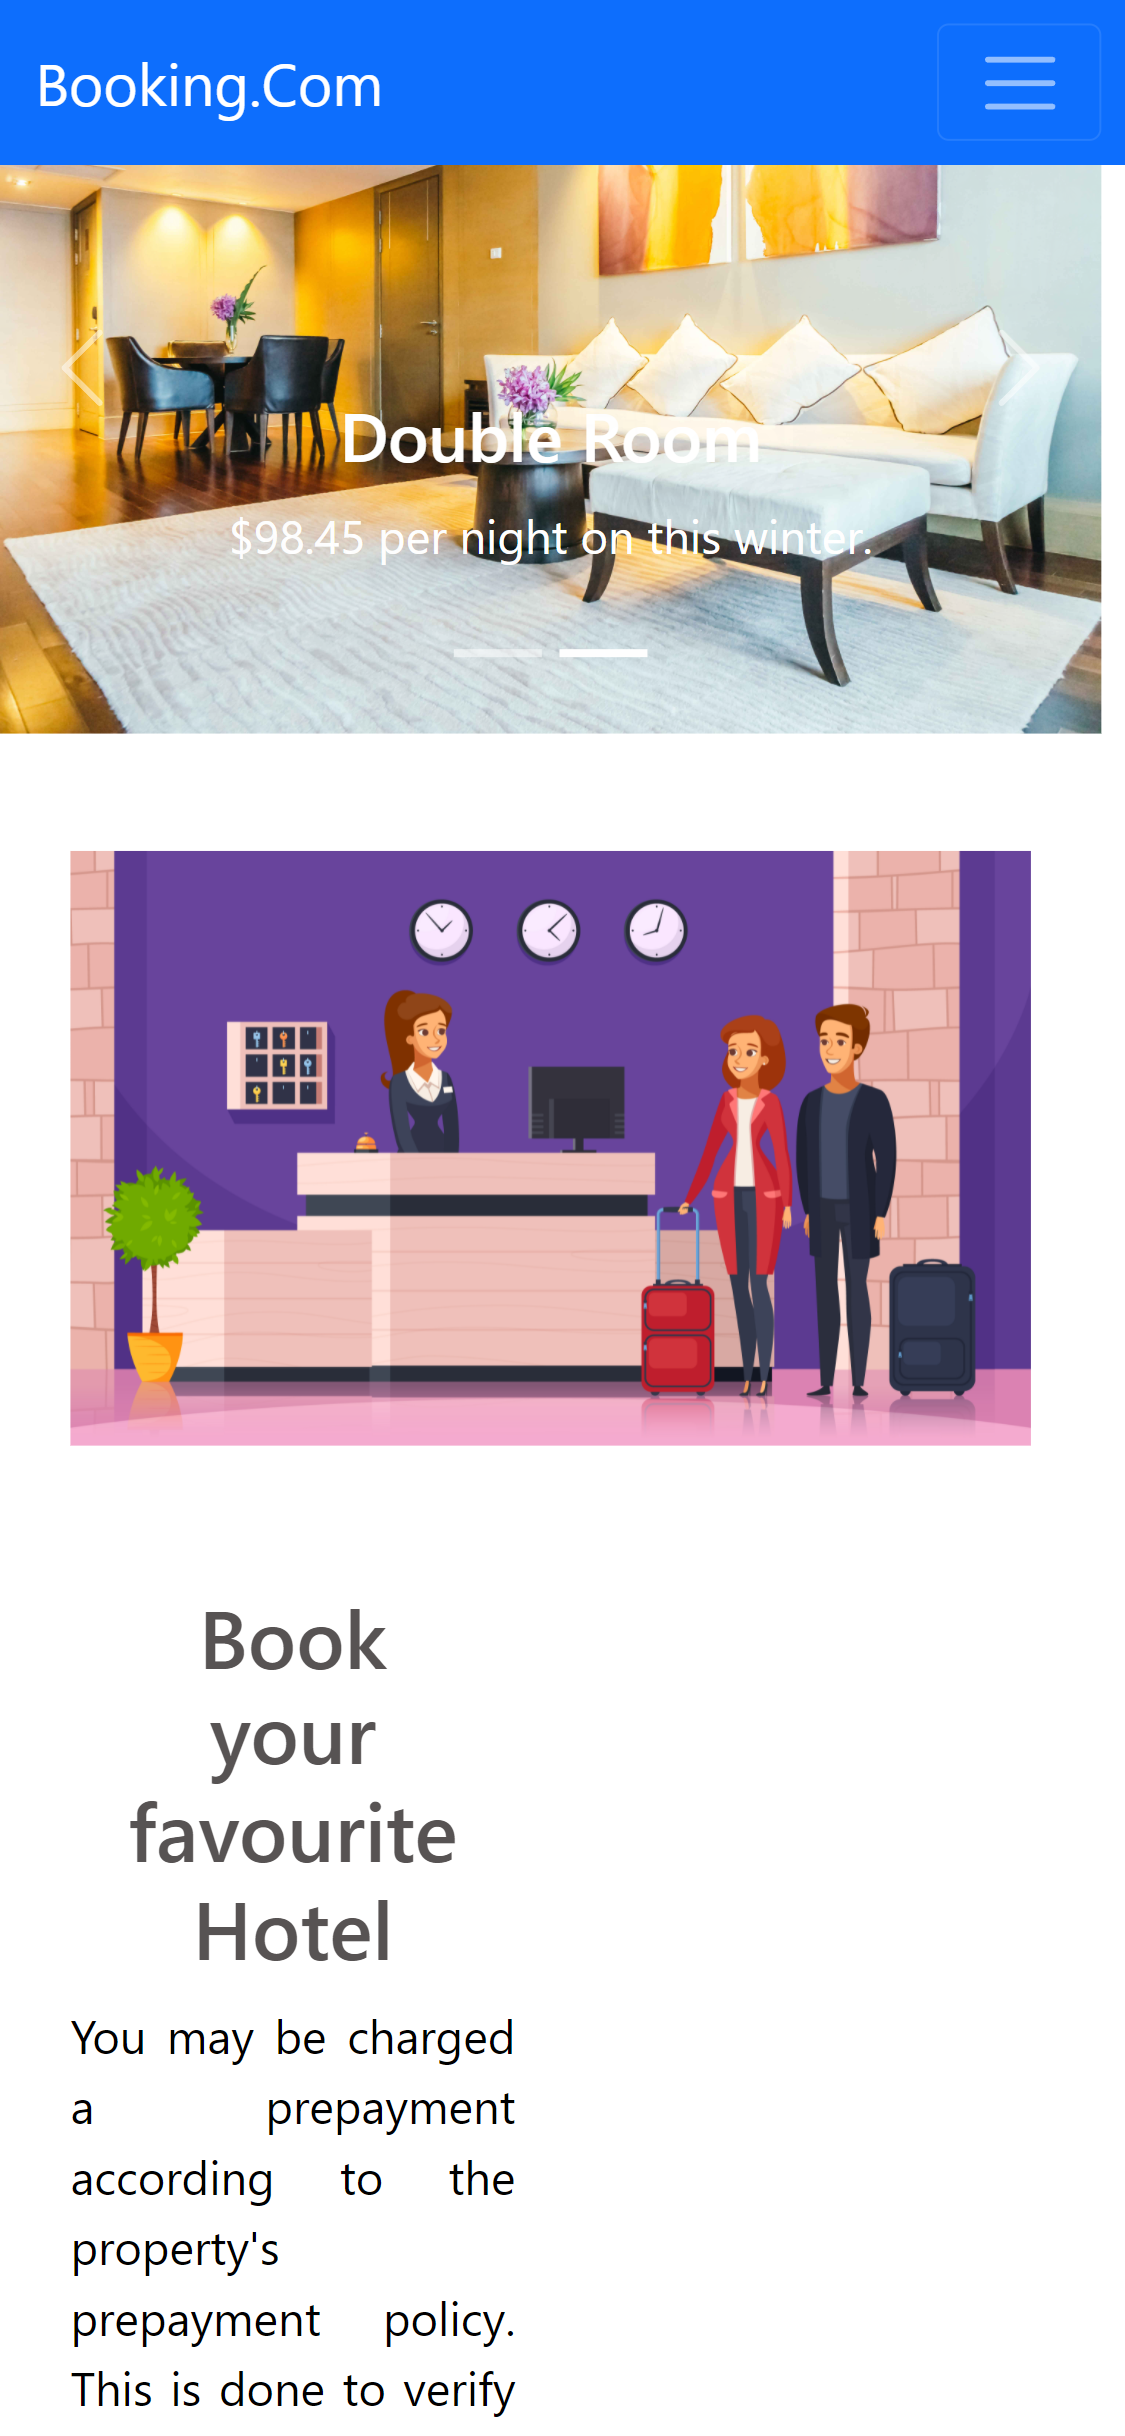 Booking.Com
Double Room
$98.45 per night on this winter.
Book
your
favourite
Hotel
You may be charged
a prepayment
according to the
property's
prepayment policy.
This is done to verify